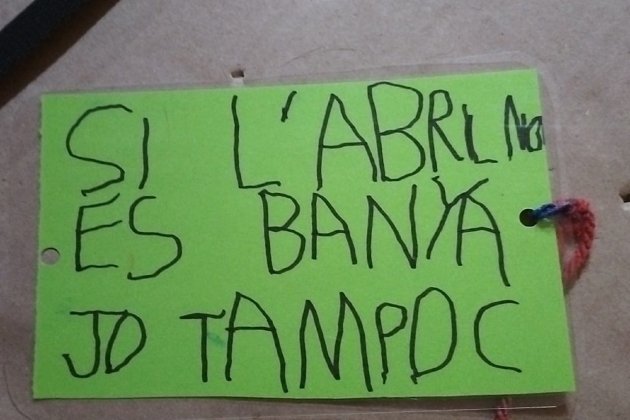 SI L'ABRI NO
ES BANYA
JO TAMPOC